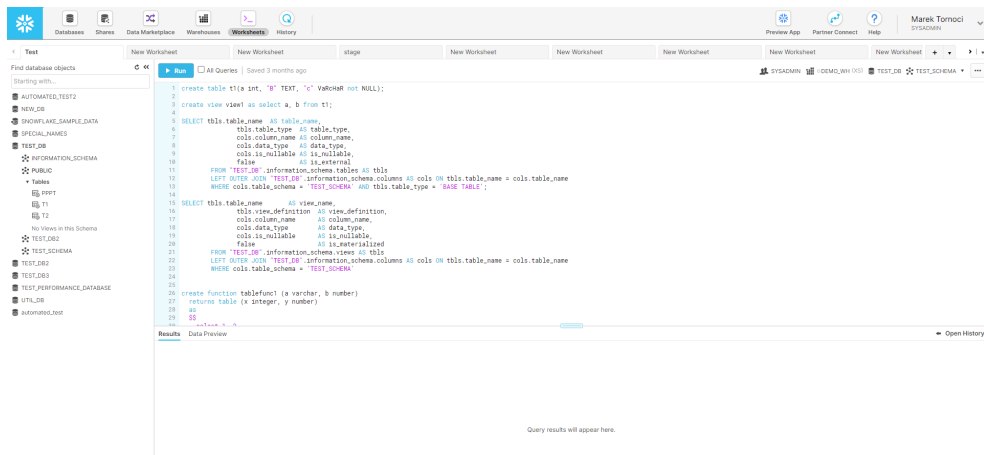 Databases Shares Data Marketplace Warehouses Worksheets History Preview App Partner Connect Help Marek Tornoci
SYSADMIN
Test New Worksheet New Worksheet stage New Worksheet New Worksheet New Worksheet New Worksheet New Worksheet
Find database objects
Starting with...
AUTOMATED_TEST2
NEW_DB
SNOWFLAKE_SAMPLE_DATA
SPECIAL_NAMES
TEST_DB
INFORMATION_SCHEMA
PUBLIC
Tables
PPPT
T1
T2
No Views in this Schema
TEST_DB2
TEST_SCHEMA
TEST_DB2
TEST_DB3
TEST_PERFORMANCE_DATABASE
UTIL_DB
automated_test
Run All Queries | Saved 3 months ago SYSADMIN DEMO_WH (XS) TEST_DB TEST_SCHEMA
1 create table t1(a int, "B" TEXT, "c" VaRcHaR not NULL);
2
3 create view view1 as select a, b from t1;
4
5 SELECT tbls.table_name AS table_name,
6 tbls.table_type AS table_type,
7 cols.column_name AS column_name,
8 cols.data_type AS data_type,
9 cols.is_nullable AS is_nullable,
10 false AS is_external
11 FROM "TEST_DB".information_schema.tables AS tbls
12 LEFT OUTER JOIN "TEST_DB".information_schema.columns AS cols ON tbls.table_name = cols.table_name
13 WHERE cols.table_schema = 'TEST_SCHEMA' AND tbls.table_type = 'BASE TABLE';
14
15 SELECT tbls.table_name AS view_name,
16 tbls.view_definition AS view_definition,
17 cols.column_name AS column_name,
18 cols.data_type AS data_type,
19 cols.is_nullable AS is_nullable,
20 false AS is_materialized
21 FROM "TEST_DB".information_schema.views AS tbls
22 LEFT OUTER JOIN "TEST_DB".information_schema.columns AS cols ON tbls.table_name = cols.table_name
23 WHERE cols.table_schema = 'TEST_SCHEMA'
24
25
26 create function tablefunc1 (a varchar, b number)
27 returns table (x integer, y number)
28 as
29 $$
Results Data Preview Open History
Query results will appear here.